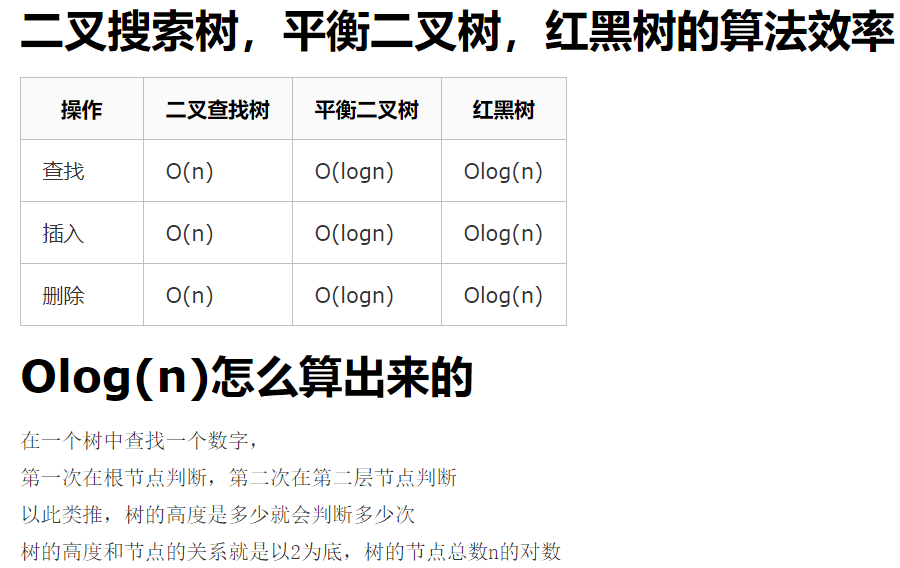 二叉搜索树，平衡二叉树，红黑树的算法效率
操作 二叉查找树 平衡二叉树 红黑树
查找 O(n) O(logn) Olog(n)
插入 O(n) O(logn) Olog(n)
删除 O(n) O(logn) Olog(n)
Olog(n)怎么算出来的
在一个树中查找一个数字，
第一次在根节点判断，第二次在第二层节点判断
以此类推，树的高度是多少就会判断多少次
树的高度和节点的关系就是以2为底，树的节点总数n的对数